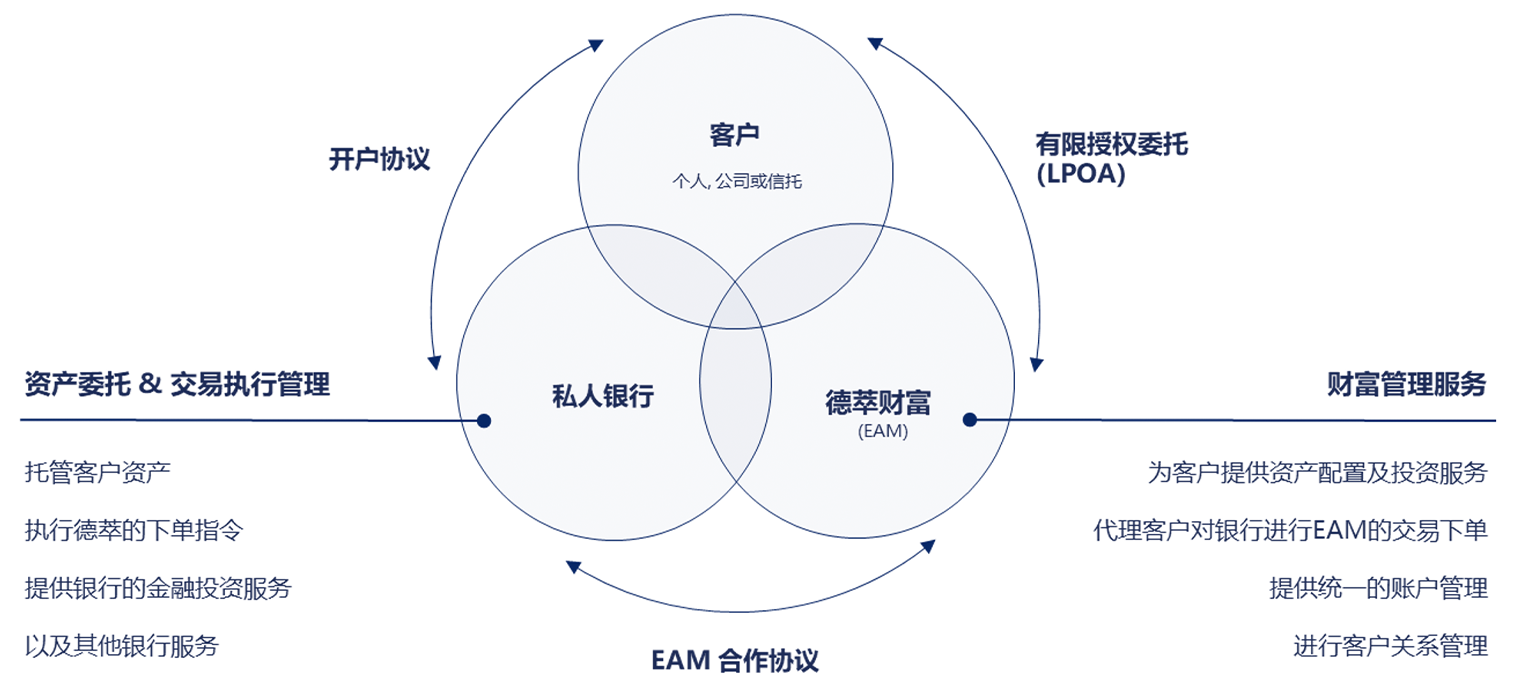 客户
个人, 公司或信托
开户协议
有限授权委托
(LPOA)
资产委托 & 交易执行管理
私人银行
德萃财富
(EAM)
财富管理服务
托管客户资产
执行德萃的下单指令
提供银行的金融投资服务
以及其他银行服务
为客户提供资产配置及投资服务
代理客户对银行进行EAM的交易下单
提供统一的账户管理
进行客户关系管理
EAM 合作协议